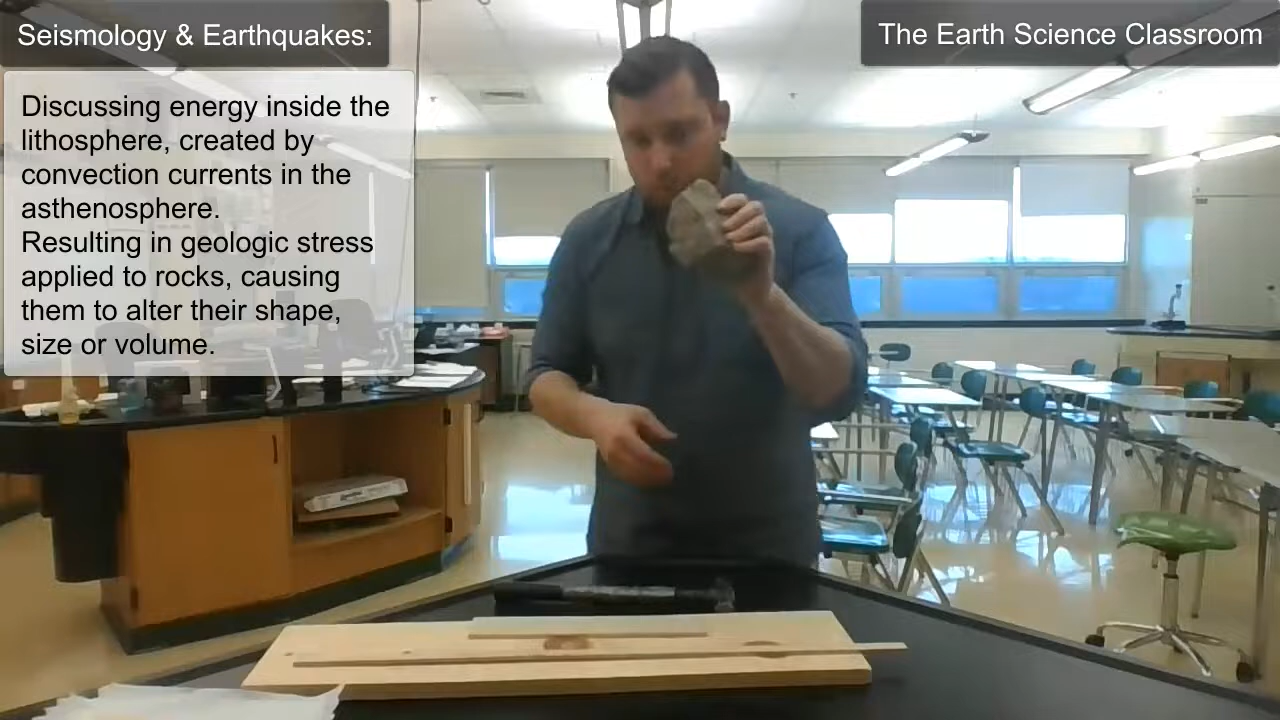 Seismology & Earthquakes:
The Earth Science Classroom
Discussing energy inside the
lithosphere, created by
convection currents in the
asthenosphere.
Resulting in geologic stress
applied to rocks, causing
them to alter their shape,
size or volume.